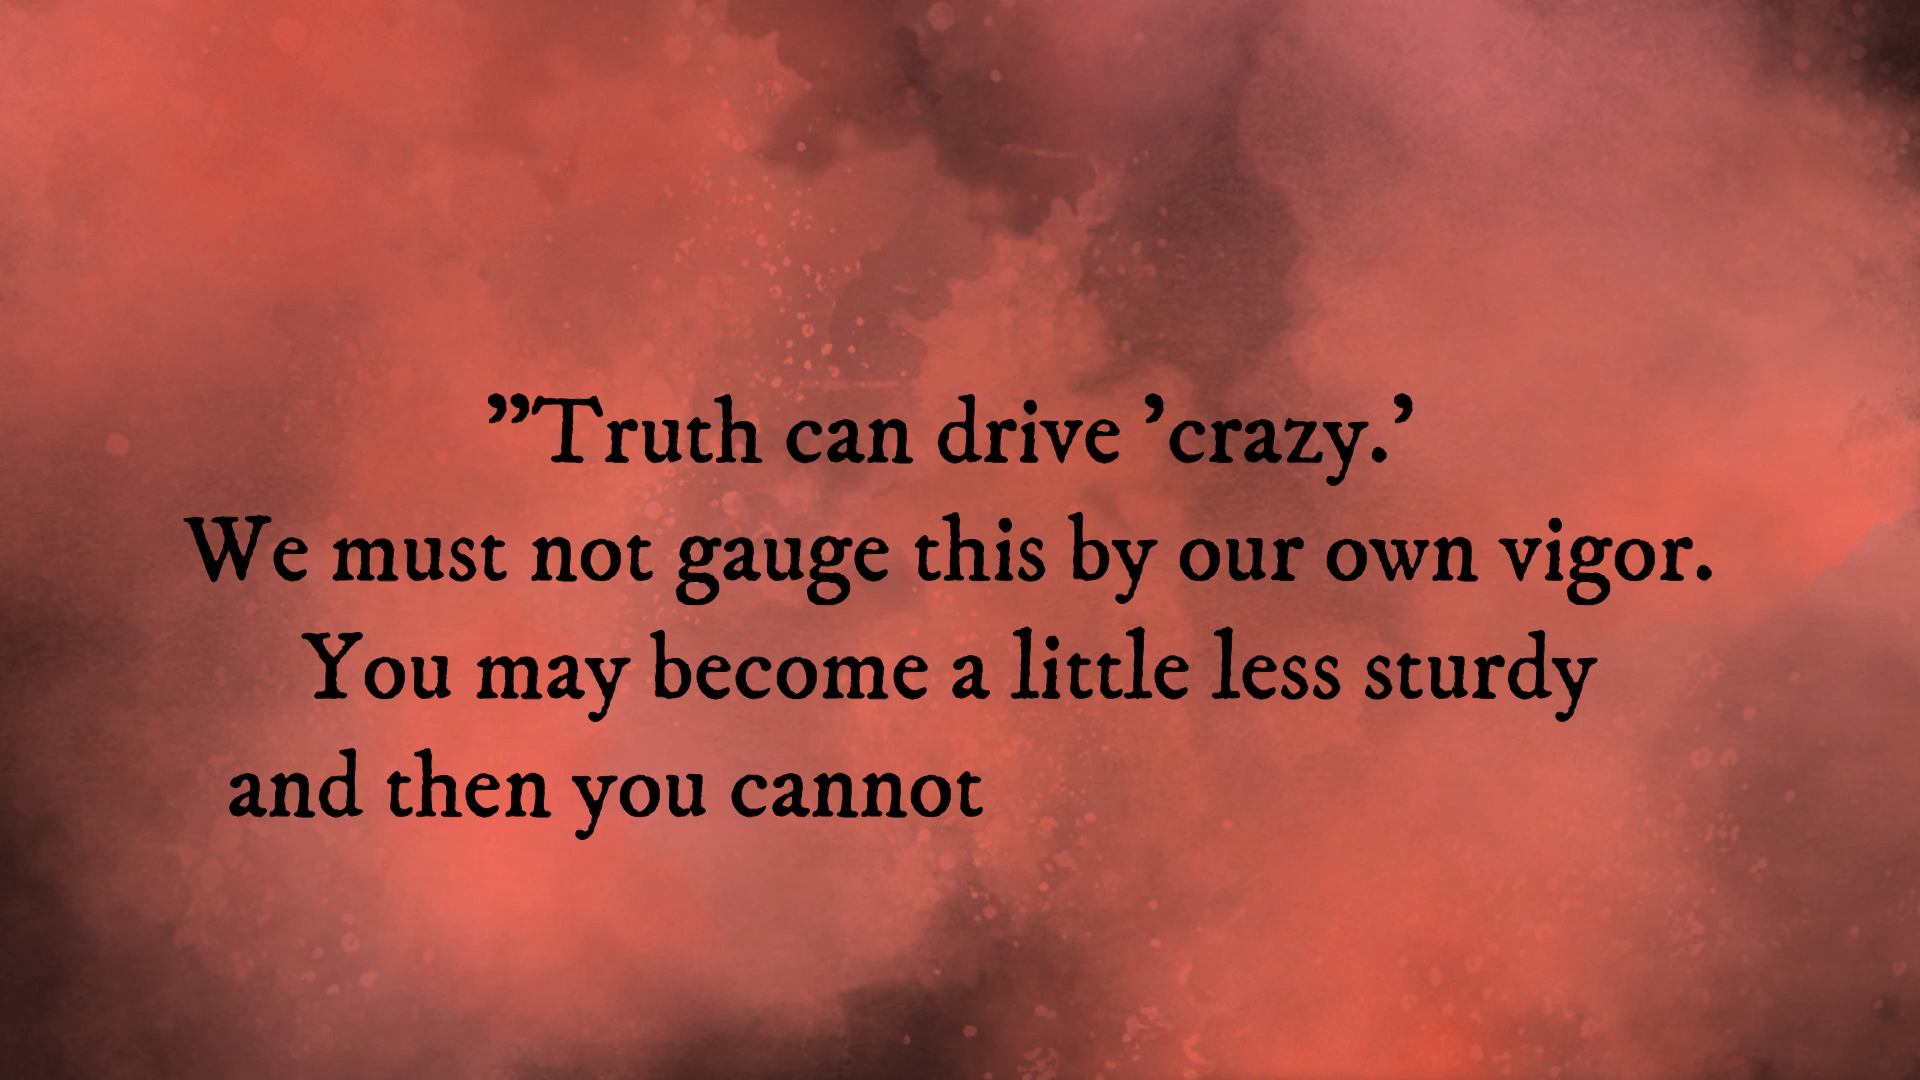 ”Truth can drive ’crazy.’
We must not gauge this by our own vigor.
You may become a little less sturdy
and then you cannot